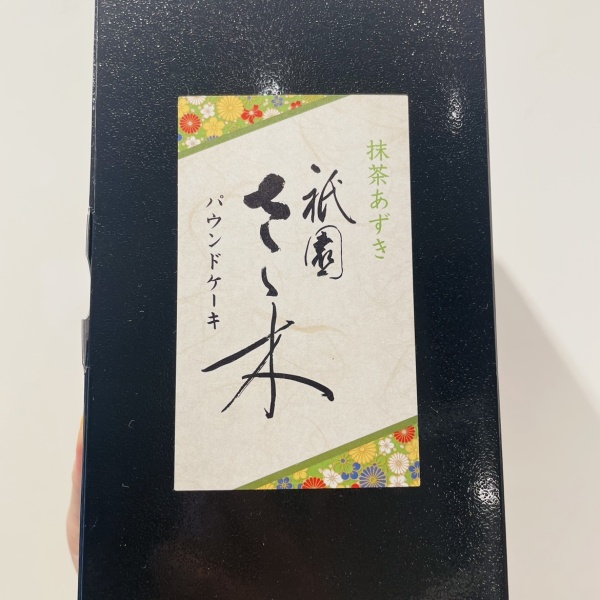 抹茶あずき
祇園
さゝ木
パウンドケーキ